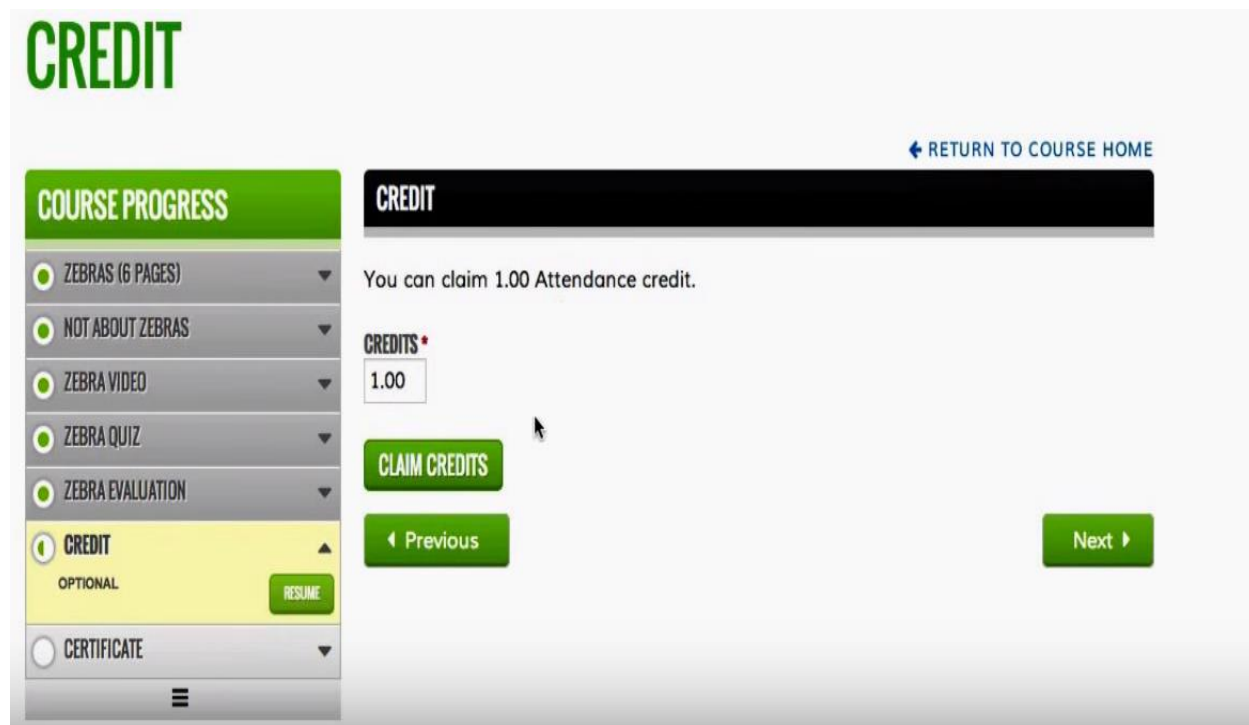 CREDIT
RETURN TO COURSE HOME
COURSE PROGRESS
ZEBRAS (6 PAGES)
NOT ABOUT ZEBRAS
ZEBRA VIDEO
ZEBRA QUIZ
ZEBRA EVALUATION
CREDIT
OPTIONAL
RESUME
CERTIFICATE
CREDIT
You can claim 1.00 Attendance credit.
CREDITS *
1.00
CLAIM CREDITS
Previous
Next